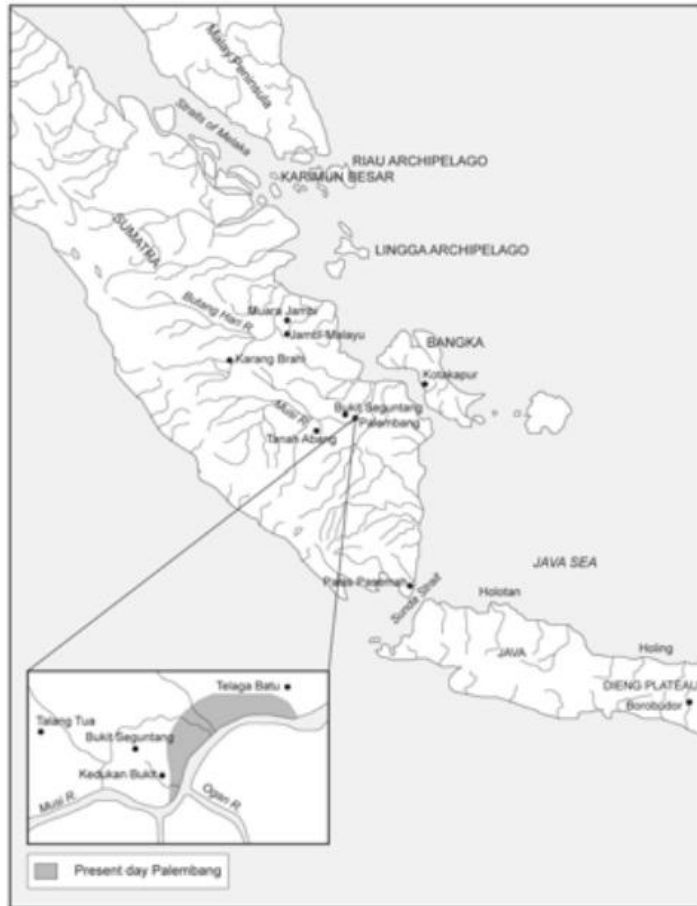 Malay Peninsula
Straits of Melaka
RIAU ARCHIPELAGO
KARIMUN BESAR
SUMATRA
LINGGA ARCHIPELAGO
Butang Hari R.
Muara Jambi
Jambi-Malayu
BANGKA
Karang Brahi
Kotakapur
Musi R.
Bukit Seguntang
Palembang
Tanah Abang
JAVA SEA
Palas Pasemah
Sunda Strait
Holotan
JAVA
Holing
DIENG PLATEAU
Borobudor
Telaga Batu
Talang Tua
Bukit Seguntang
Kedukan Bukit
Musi R.
Ogan R.
Present day Palembang